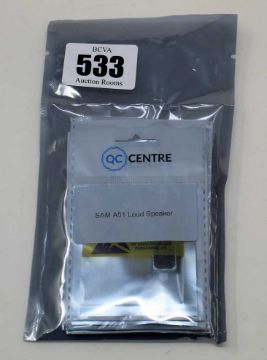 BCVA
533
Auction Rooms
QC CENTRE
SAM A51 Loud Speaker